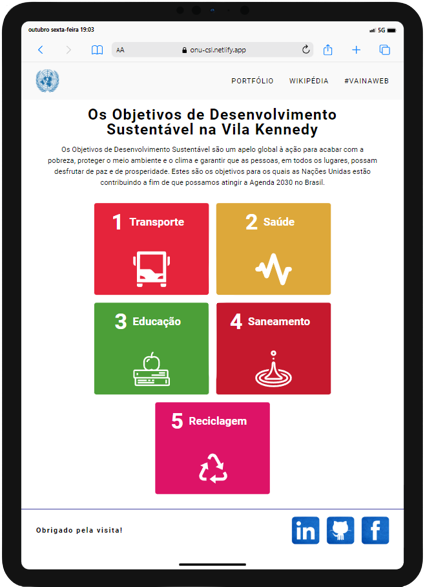 outubro sexta-feira 19:03
5G
AA
onu-csl.netlify.app
PORTFÓLIO WIKIPÉDIA #VAINAWEB
Os Objetivos de Desenvolvimento
Sustentável na Vila Kennedy
Os Objetivos de Desenvolvimento Sustentável são um apelo global à ação para acabar com a
pobreza, proteger o meio ambiente e o clima e garantir que as pessoas, em todos os lugares, possam
desfrutar de paz e de prosperidade. Estes são os objetivos para os quais as Nações Unidas estão
contribuindo a fim de que possamos atingir a Agenda 2030 no Brasil.
1 Transporte
2 Saúde
3 Educação
4 Saneamento
5 Reciclagem
Obrigado pela visita!
in
f